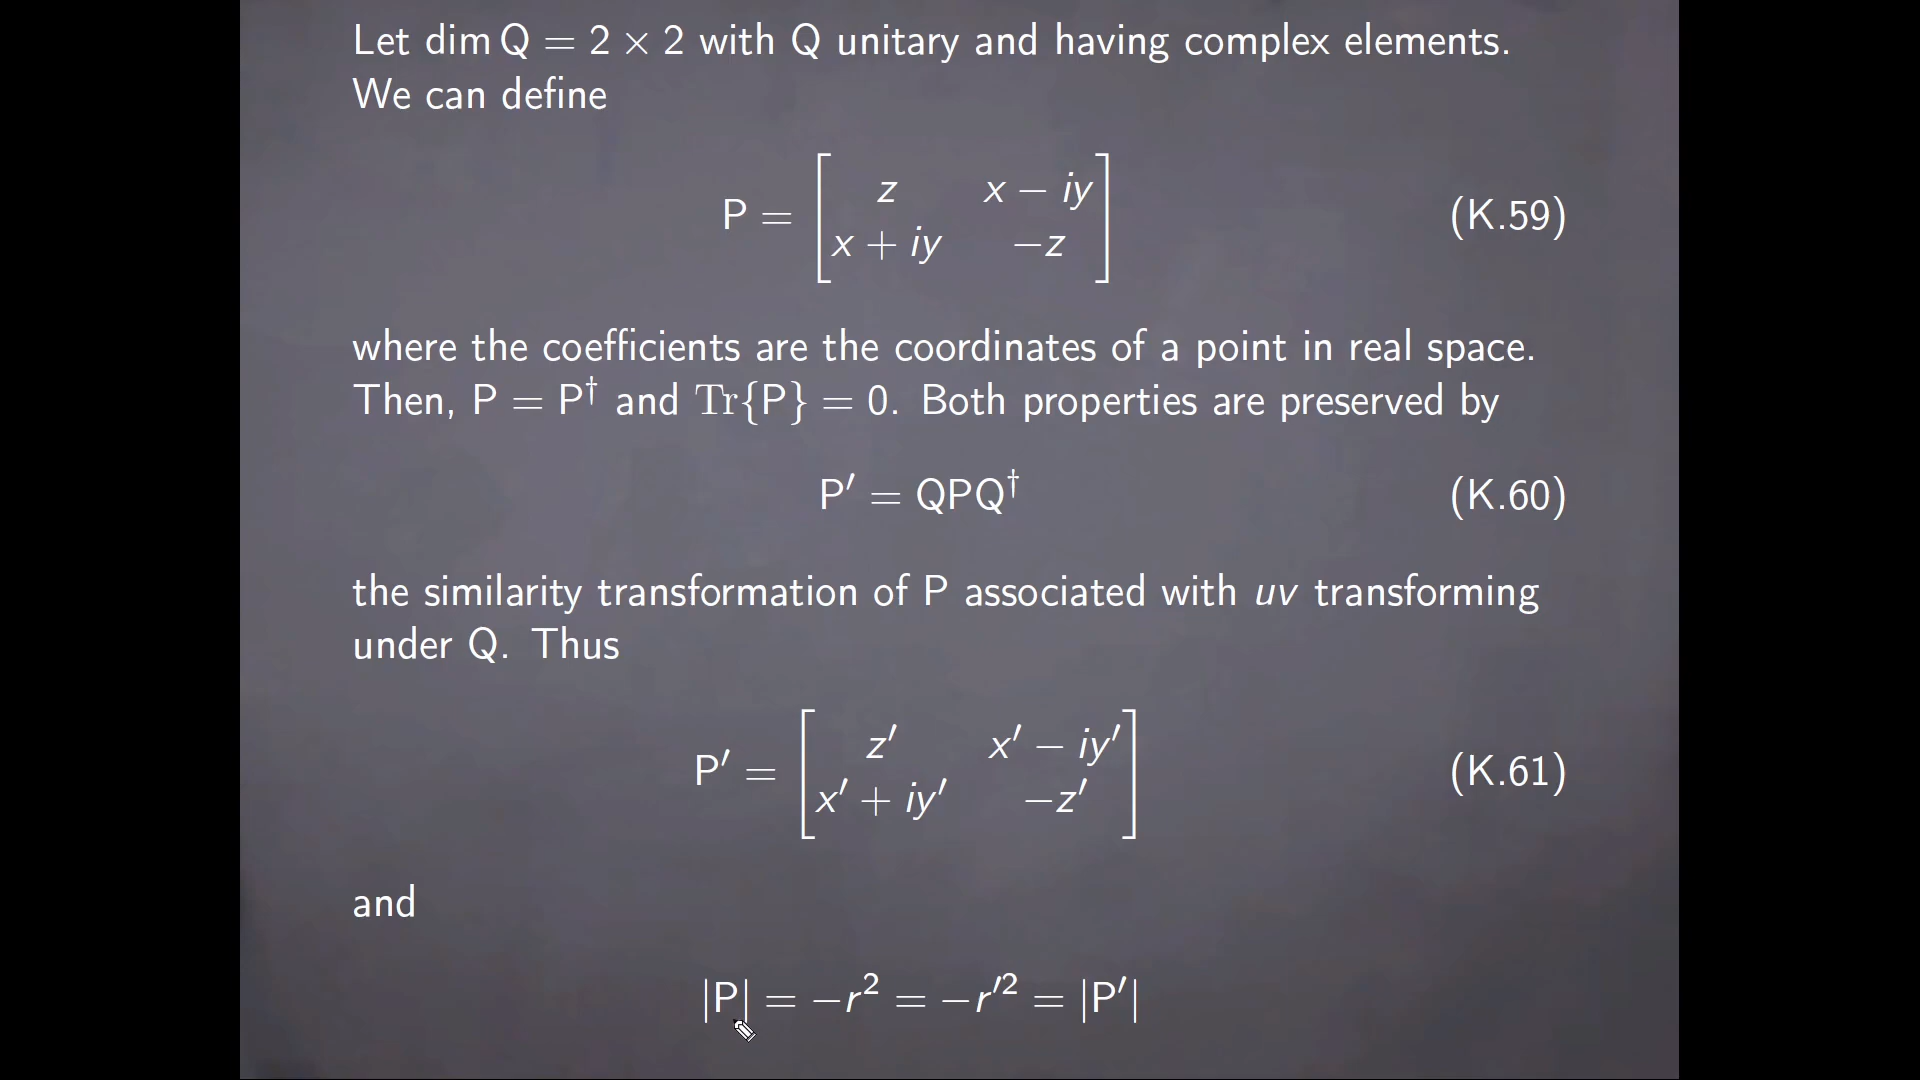 Let dim Q = 2 × 2 with Q unitary and having complex elements.
We can define
P = [ z x − iy
x + iy −z ] (K.59)
where the coefficients are the coordinates of a point in real space.
Then, P = P† and Tr{P} = 0. Both properties are preserved by
P′ = QPQ† (K.60)
the similarity transformation of P associated with uv transforming
under Q. Thus
P′ = [ z′ x′ − iy′
x′ + iy′ −z′ ] (K.61)
and
|P| = −r² = −r′² = |P′|